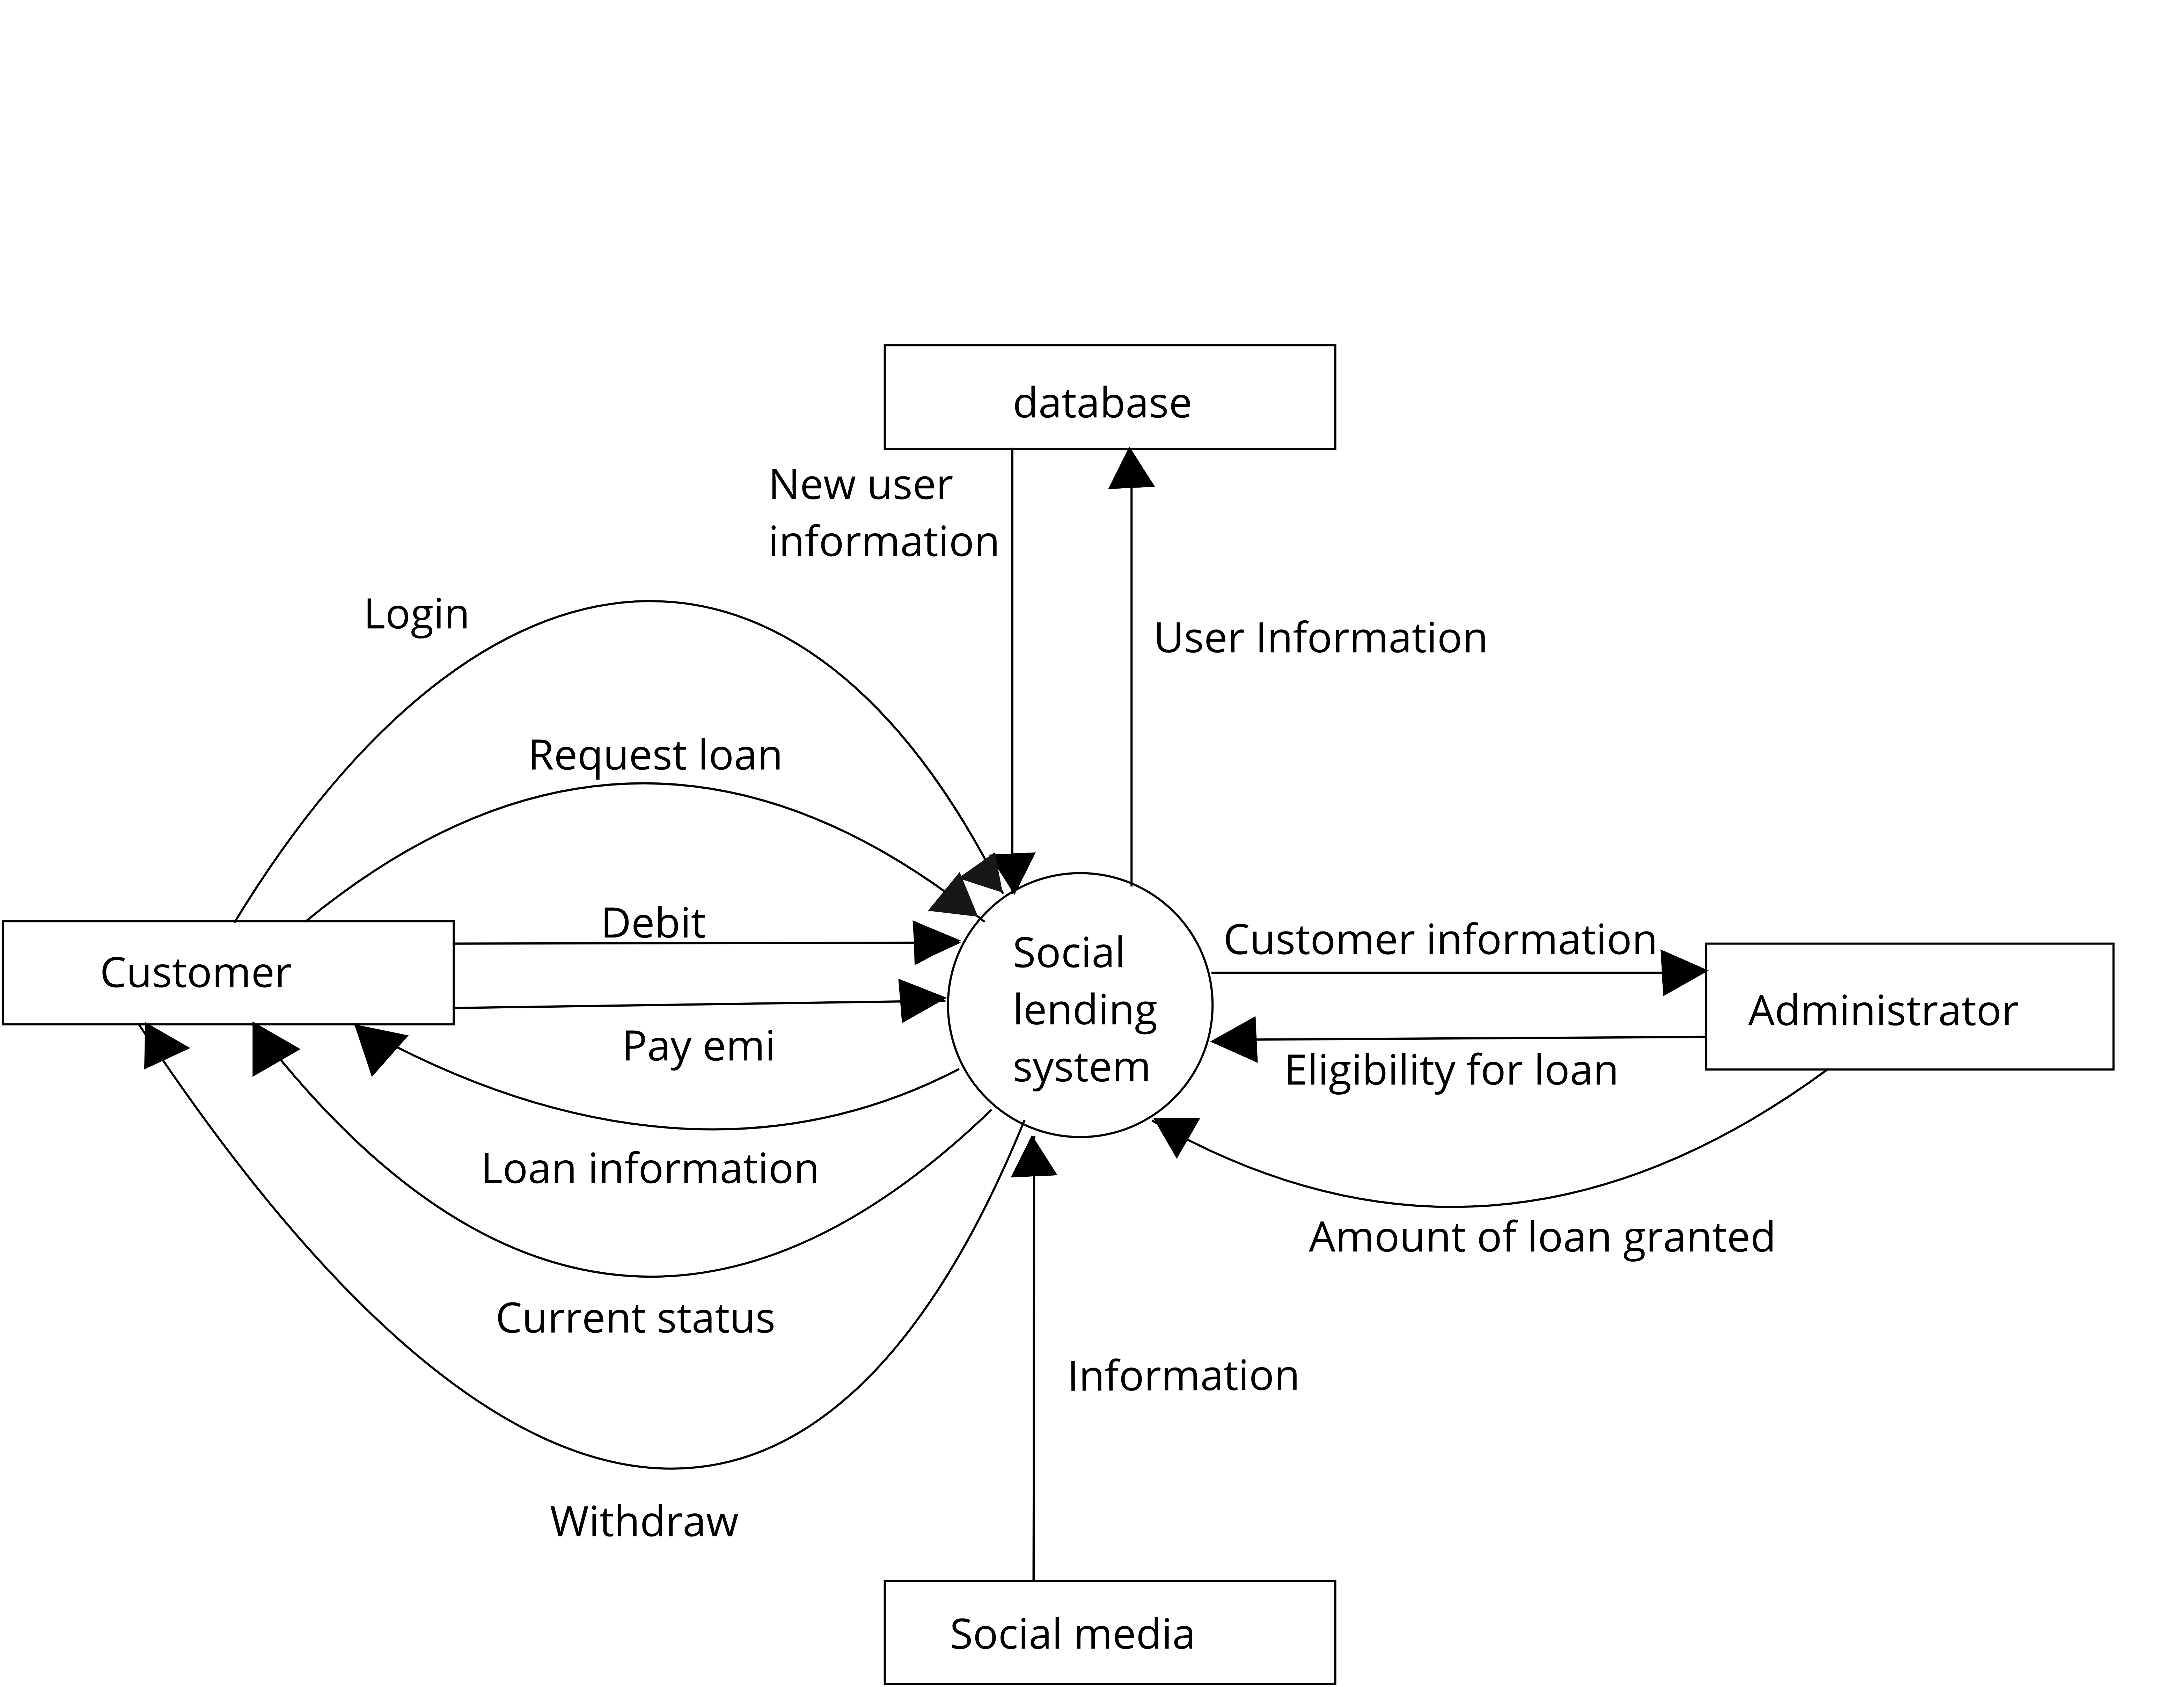 database
New user
information
Login
User Information
Request loan
Debit
Customer
Pay emi
Social
lending
system
Customer information
Administrator
Eligibility for loan
Loan information
Amount of loan granted
Current status
Information
Withdraw
Social media